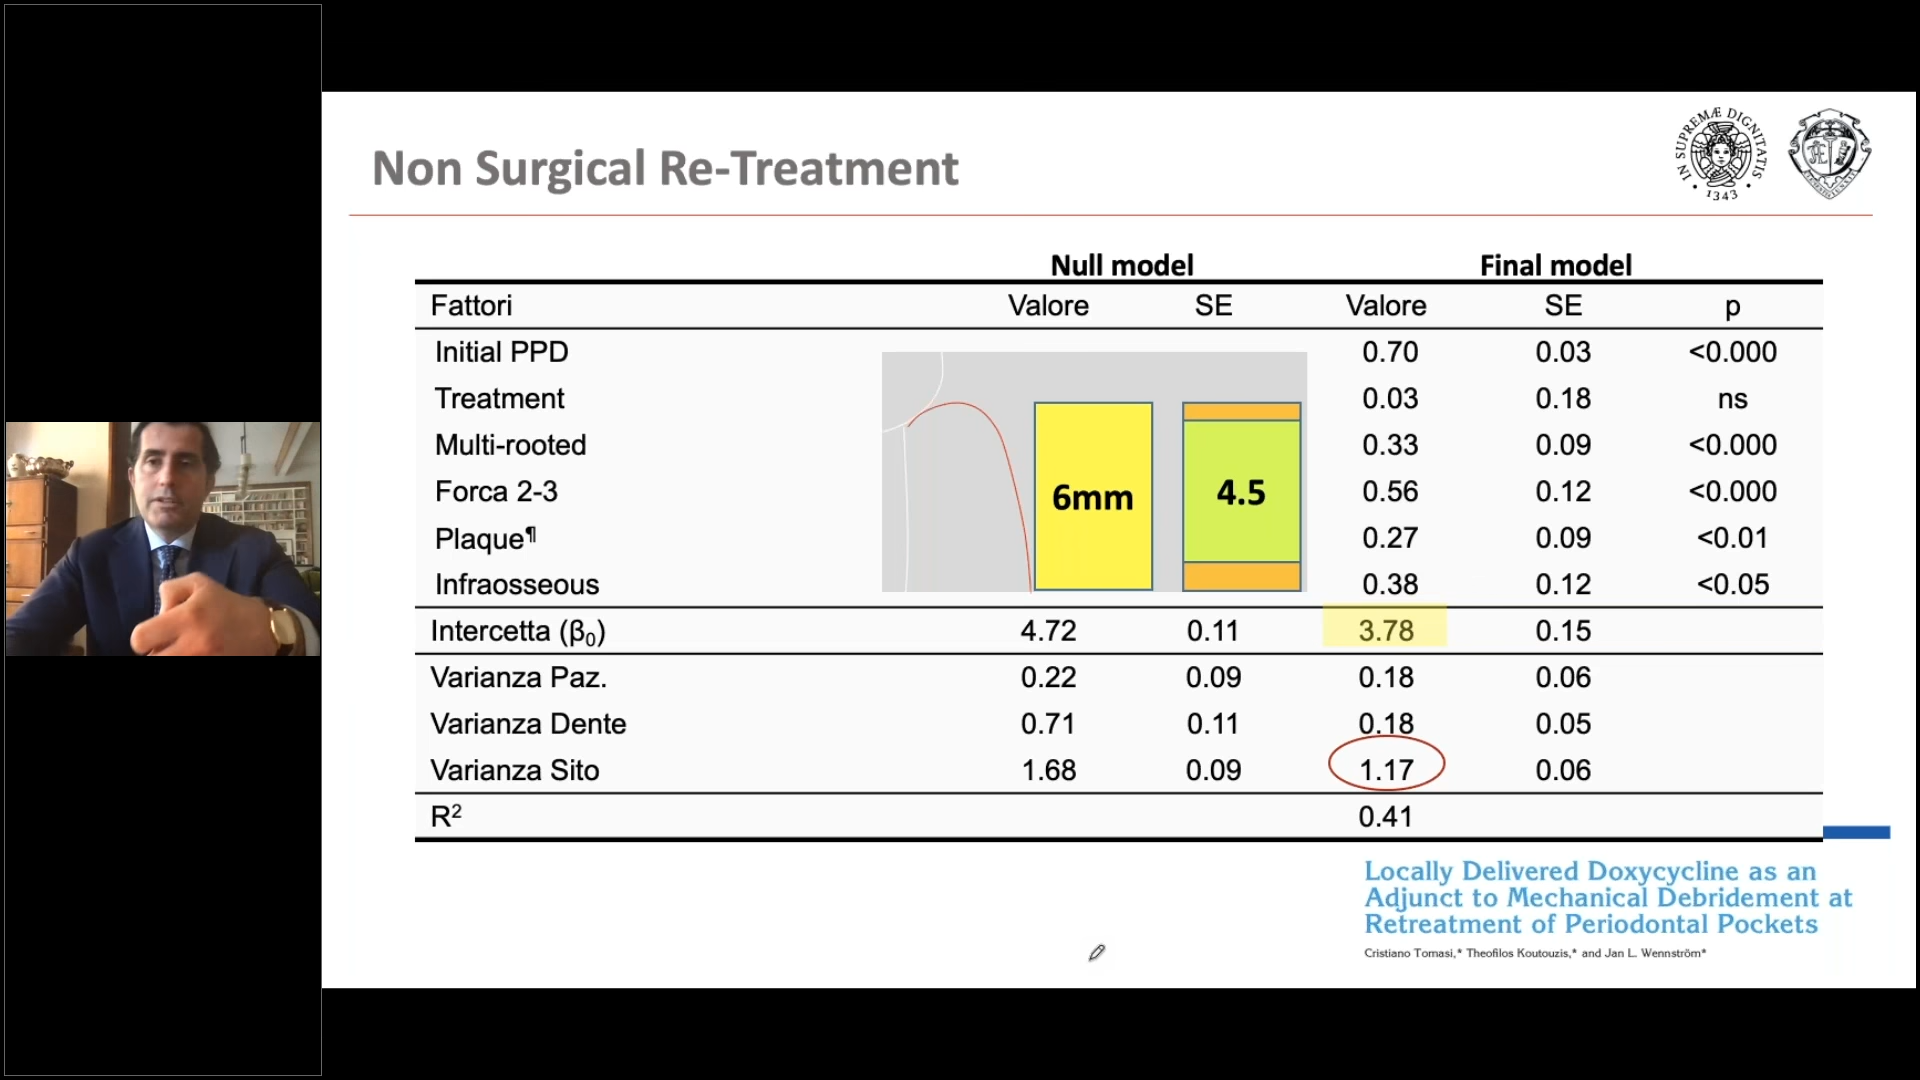 Non Surgical Re-Treatment
IN SUPREMÆ DIGNITATIS
• 1343 •
Null model Final model
Fattori Valore SE Valore SE p
Initial PPD 0.70 0.03 <0.000
Treatment 0.03 0.18 ns
Multi-rooted 0.33 0.09 <0.000
Forca 2-3 0.56 0.12 <0.000
Plaque¶ 0.27 0.09 <0.01
Infraosseous 0.38 0.12 <0.05
6mm 4.5
Intercetta (β₀) 4.72 0.11 3.78 0.15
Varianza Paz. 0.22 0.09 0.18 0.06
Varianza Dente 0.71 0.11 0.18 0.05
Varianza Sito 1.68 0.09 1.17 0.06
R² 0.41
Locally Delivered Doxycycline as an
Adjunct to Mechanical Debridement at
Retreatment of Periodontal Pockets
Cristiano Tomasi,* Theofilos Koutouzis,* and Jan L. Wennström*